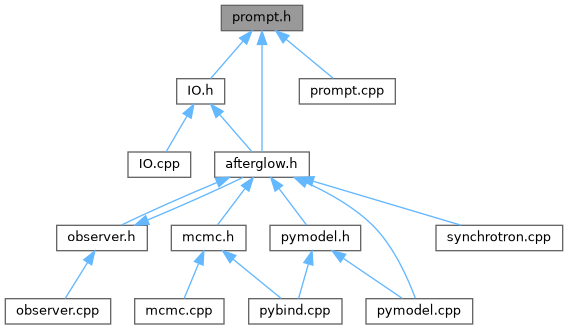 prompt.h
IO.h
prompt.cpp
IO.cpp
afterglow.h
observer.h
mcmc.h
pymodel.h
synchrotron.cpp
observer.cpp
mcmc.cpp
pybind.cpp
pymodel.cpp